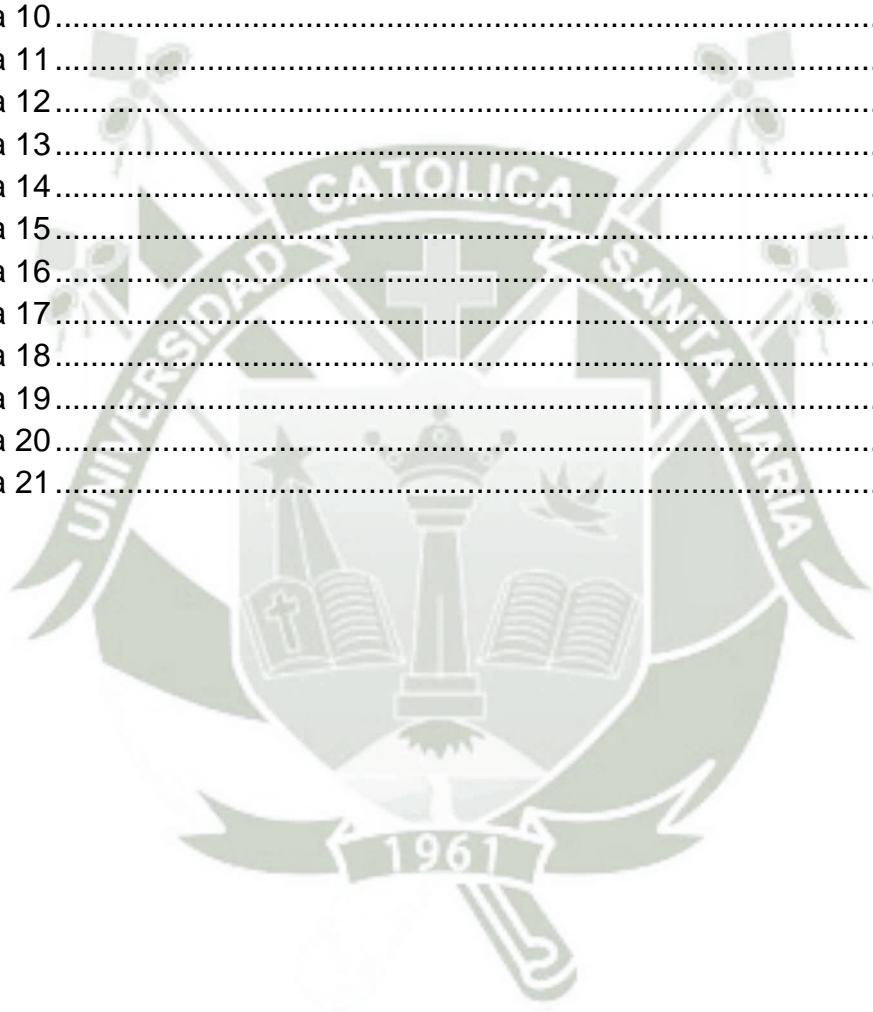 a 10........................................................................................................
a 11........................................................................................................
a 12........................................................................................................
a 13........................................................................................................
a 14........................................................................................................
a 15........................................................................................................
a 16........................................................................................................
a 17........................................................................................................
a 18........................................................................................................
a 19........................................................................................................
a 20........................................................................................................
a 21........................................................................................................
UNIVERSIDAD CATOLICA SANTA MARIA
1961